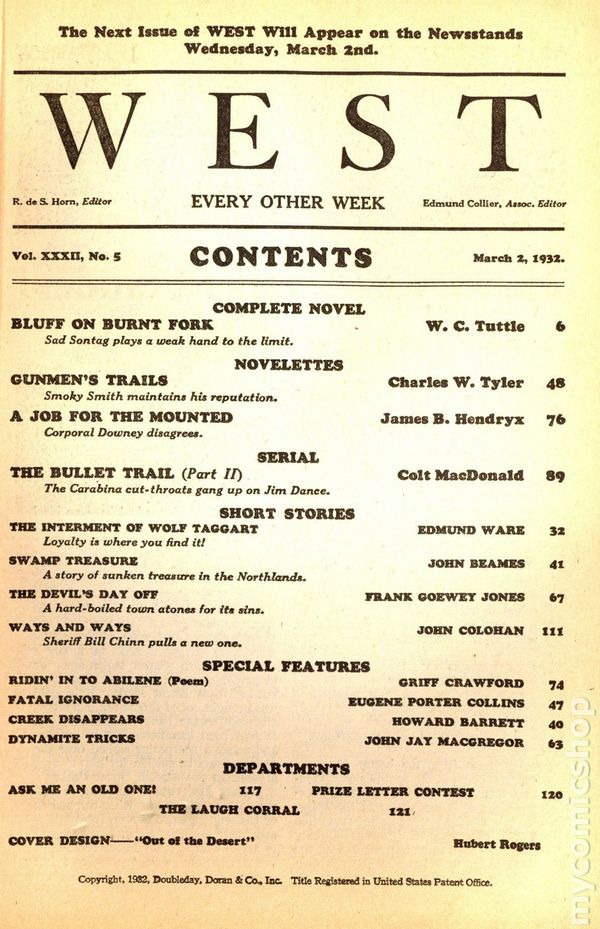 The Next Issue of WEST Will Appear on the Newsstands
Wednesday, March 2nd.
WEST
R. de S. Horn, Editor EVERY OTHER WEEK Edmund Collier, Assoc. Editor
Vol. XXXII, No. 5 CONTENTS March 2, 1932.
COMPLETE NOVEL
BLUFF ON BURNT FORK W. C. Tuttle 6
Sad Sontag plays a weak hand to the limit.
NOVELETTES
GUNMEN'S TRAILS Charles W. Tyler 48
Smoky Smith maintains his reputation.
A JOB FOR THE MOUNTED James B. Hendryx 76
Corporal Downey disagrees.
SERIAL
THE BULLET TRAIL (Part II) Colt MacDonald 89
The Carabina cut-throats gang up on Jim Dance.
SHORT STORIES
THE INTERMENT OF WOLF TAGGART EDMUND WARE 32
Loyalty is where you find it!
SWAMP TREASURE JOHN BEAMES 41
A story of sunken treasure in the Northlands.
THE DEVIL'S DAY OFF FRANK GOEWEY JONES 67
A hard-boiled town atones for its sins.
WAYS AND WAYS JOHN COLOHAN 111
Sheriff Bill Chinn pulls a new one.
SPECIAL FEATURES
RIDIN' IN TO ABILENE (Poem) GRIFF CRAWFORD 74
FATAL IGNORANCE EUGENE PORTER COLLINS 47
CREEK DISAPPEARS HOWARD BARRETT 40
DYNAMITE TRICKS JOHN JAY MACGREGOR 63
DEPARTMENTS
ASK ME AN OLD ONE! 117 PRIZE LETTER CONTEST 120
THE LAUGH CORRAL 121
COVER DESIGN—"Out of the Desert" Hubert Rogers
Copyright, 1932, Doubleday, Doran & Co., Inc. Title Registered in United States Patent Office.
mycomicshop